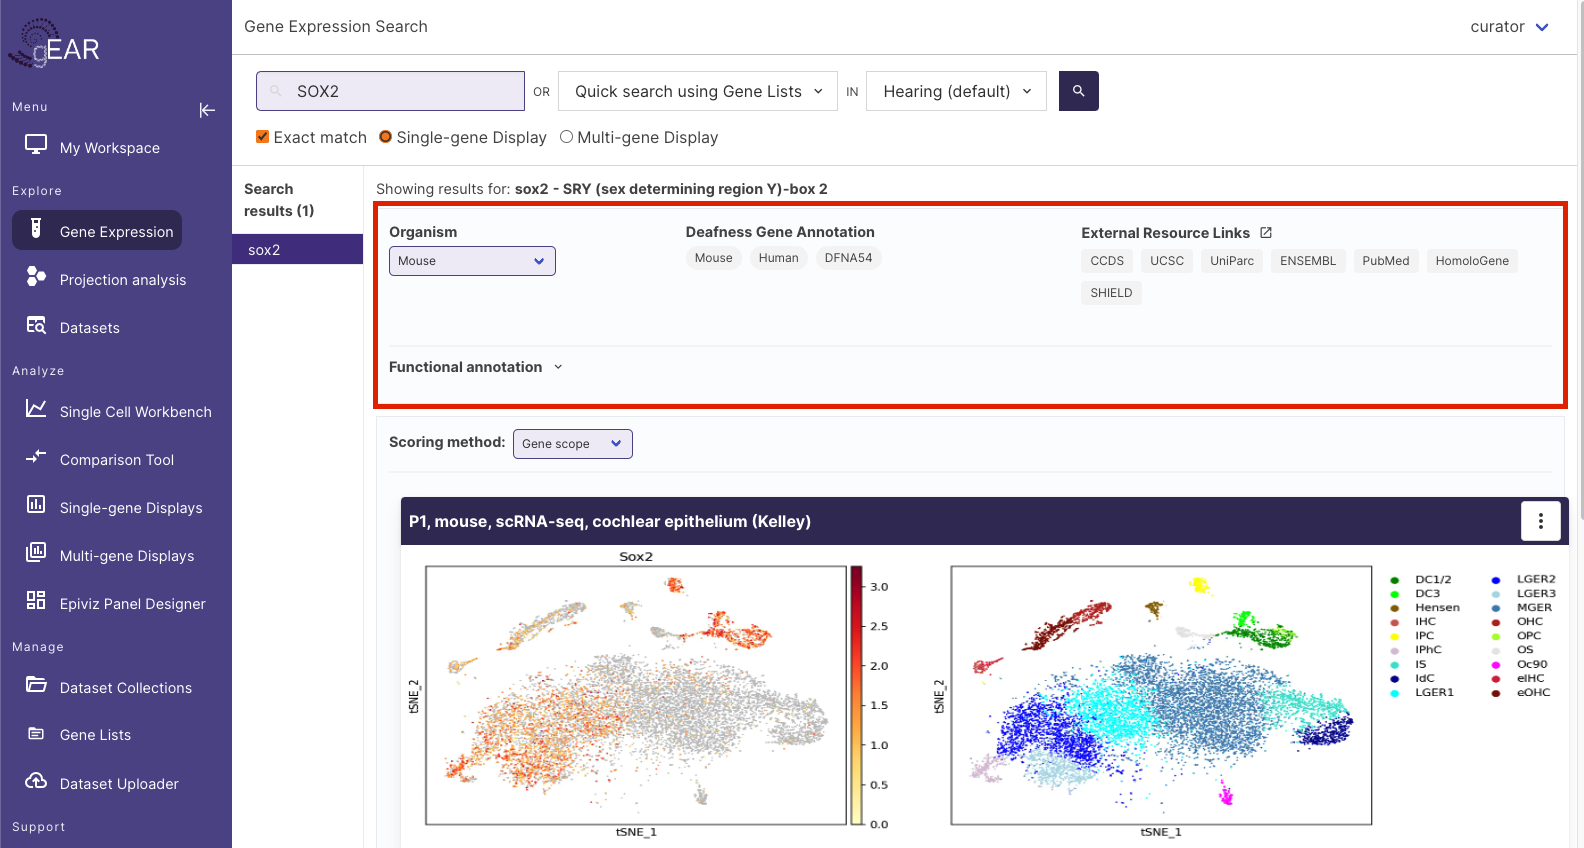 gEAR
Gene Expression Search
curator
Menu
My Workspace
Explore
Gene Expression
Projection analysis
Datasets
Analyze
Single Cell Workbench
Comparison Tool
Single-gene Displays
Multi-gene Displays
Epiviz Panel Designer
Manage
Dataset Collections
Gene Lists
Dataset Uploader
Support
SOX2
OR
Quick search using Gene Lists
IN
Hearing (default)
Exact match
Single-gene Display
Multi-gene Display
Search
results (1)
sox2
Showing results for: sox2 - SRY (sex determining region Y)-box 2
Organism
Mouse
Deafness Gene Annotation
Mouse Human DFNA54
External Resource Links
CCDS UCSC UniParc ENSEMBL PubMed HomoloGene
SHIELD
Functional annotation
Scoring method:
Gene scope
P1, mouse, scRNA-seq, cochlear epithelium (Kelley)
Sox2
tSNE_2
tSNE_1
3.0
2.5
2.0
1.5
1.0
0.5
0.0
tSNE_2
tSNE_1
DC1/2
DC3
Hensen
IHC
IPC
IPhC
IS
IdC
LGER1
LGER2
LGER3
MGER
OHC
OPC
OS
Oc90
eIHC
eOHC